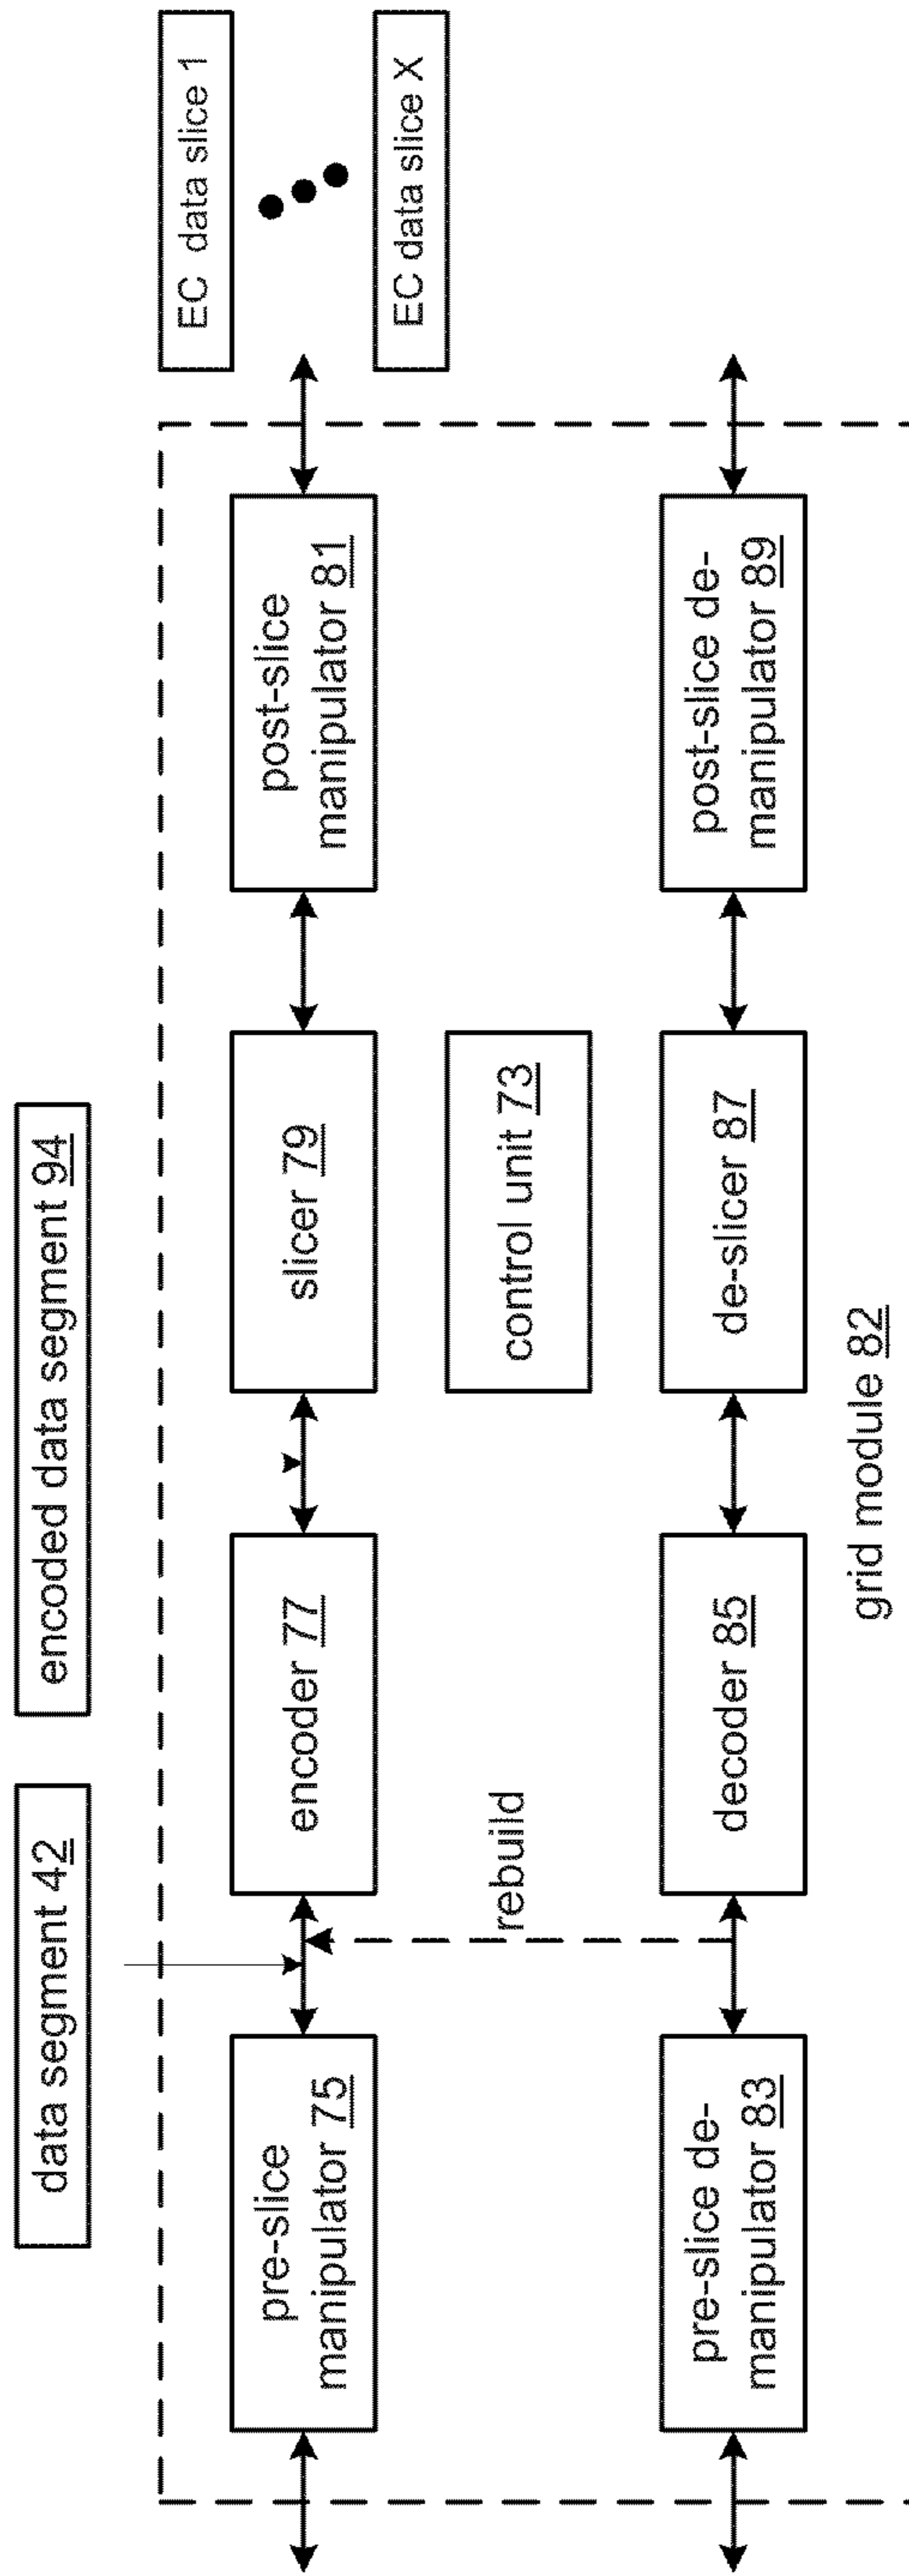 data segment 42
encoded data segment 94
EC data slice 1
EC data slice X
pre-slice
manipulator 75
encoder 77
slicer 79
post-slice
manipulator 81
rebuild
control unit 73
pre-slice de-
manipulator 83
decoder 85
de-slicer 87
post-slice de-
manipulator 89
grid module 82